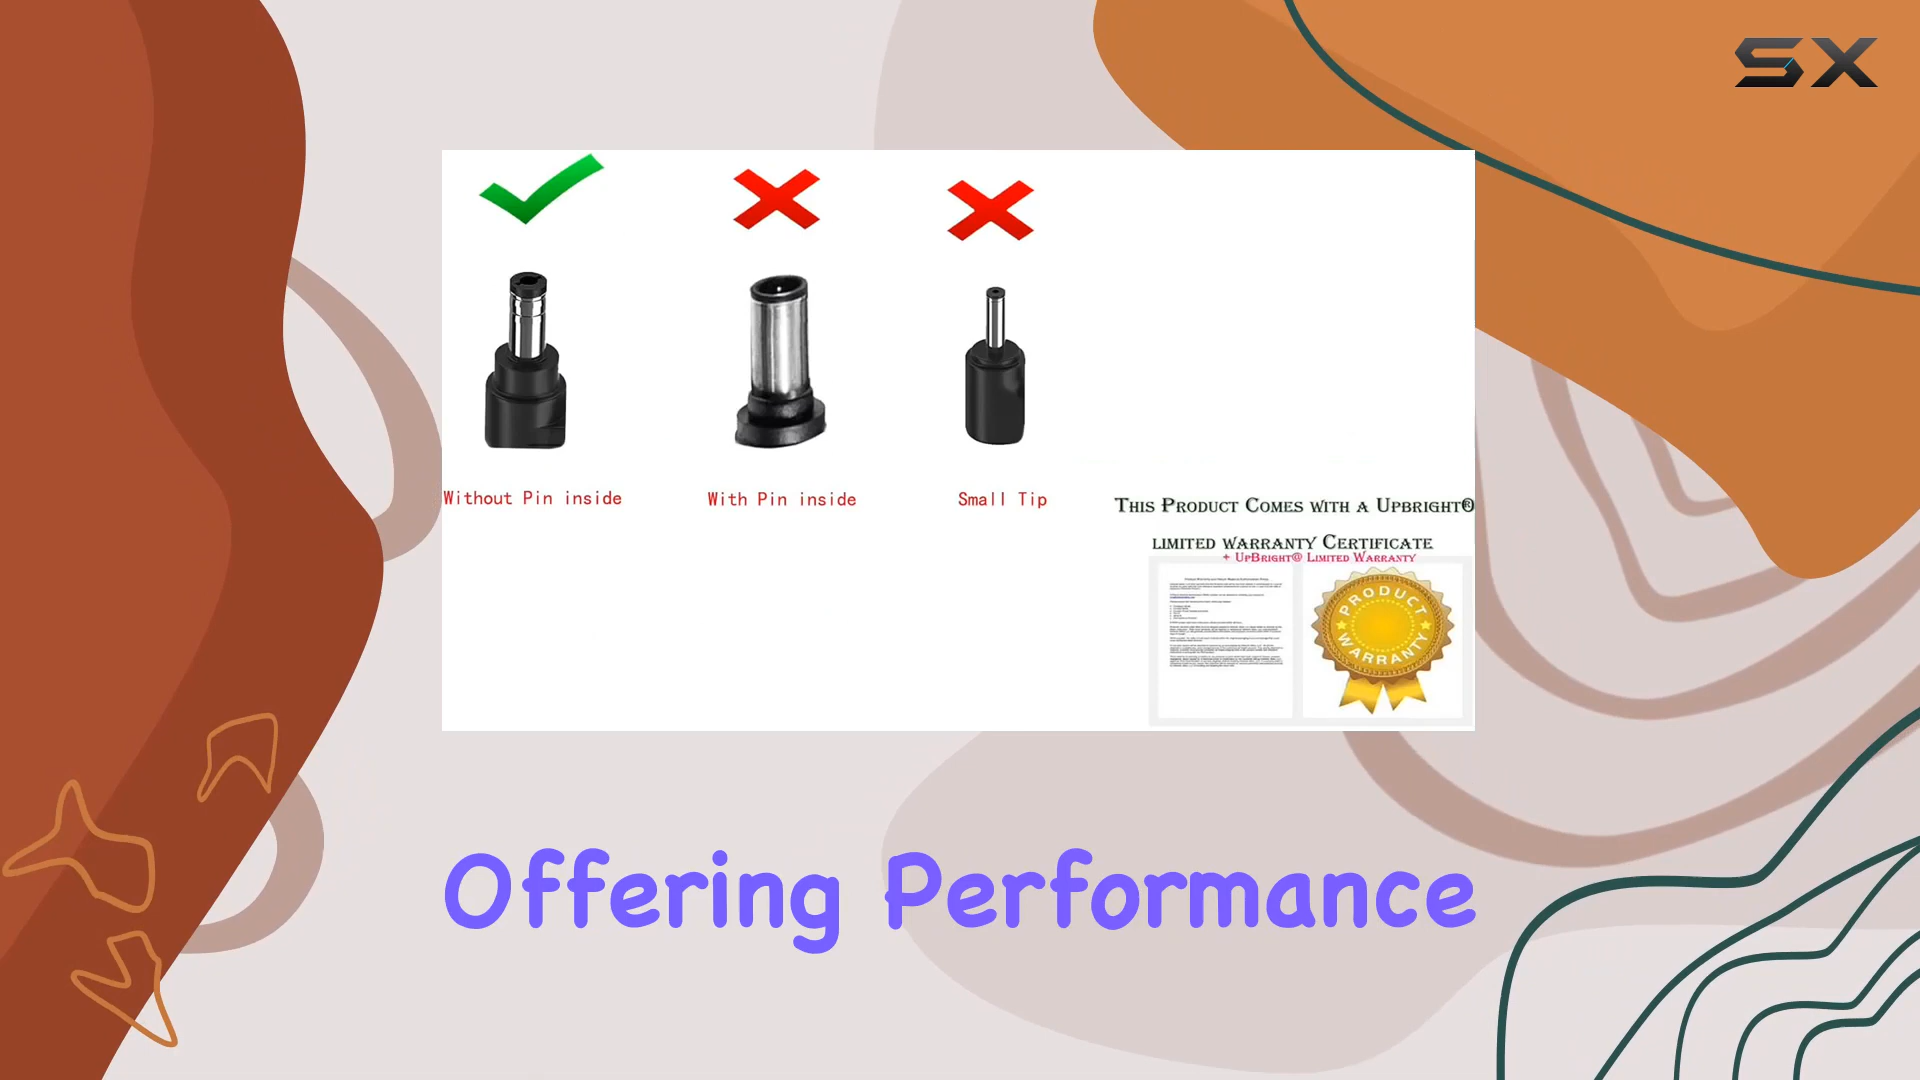 SX
Without Pin inside
With Pin inside
Small Tip
This Product Comes with a Upbright®
limited warranty Certificate
+ UpBright® Limited Warranty
PRODUCT
WARRANTY
Offering Performance